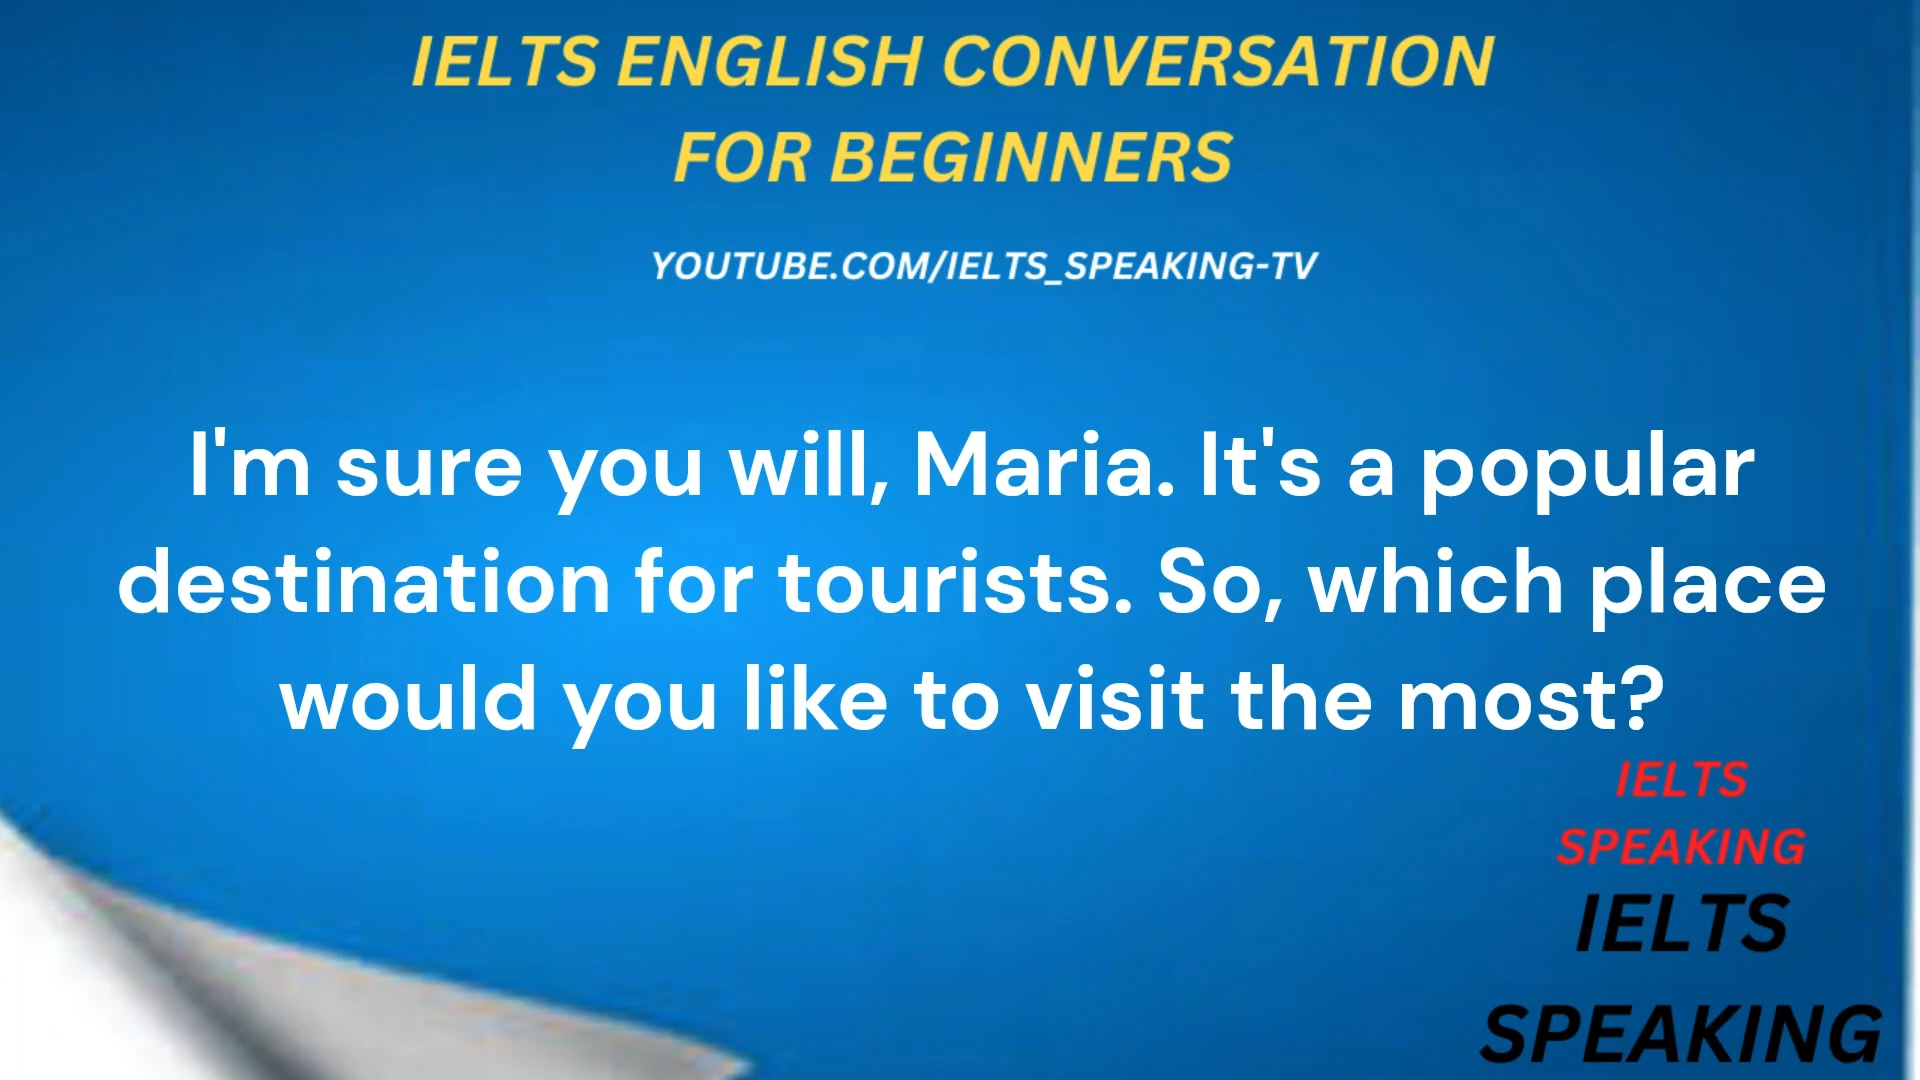 IELTS ENGLISH CONVERSATION
FOR BEGINNERS
YOUTUBE.COM/IELTS_SPEAKING-TV
I'm sure you will, Maria. It's a popular
destination for tourists. So, which place
would you like to visit the most?
IELTS
SPEAKING
IELTS
SPEAKING